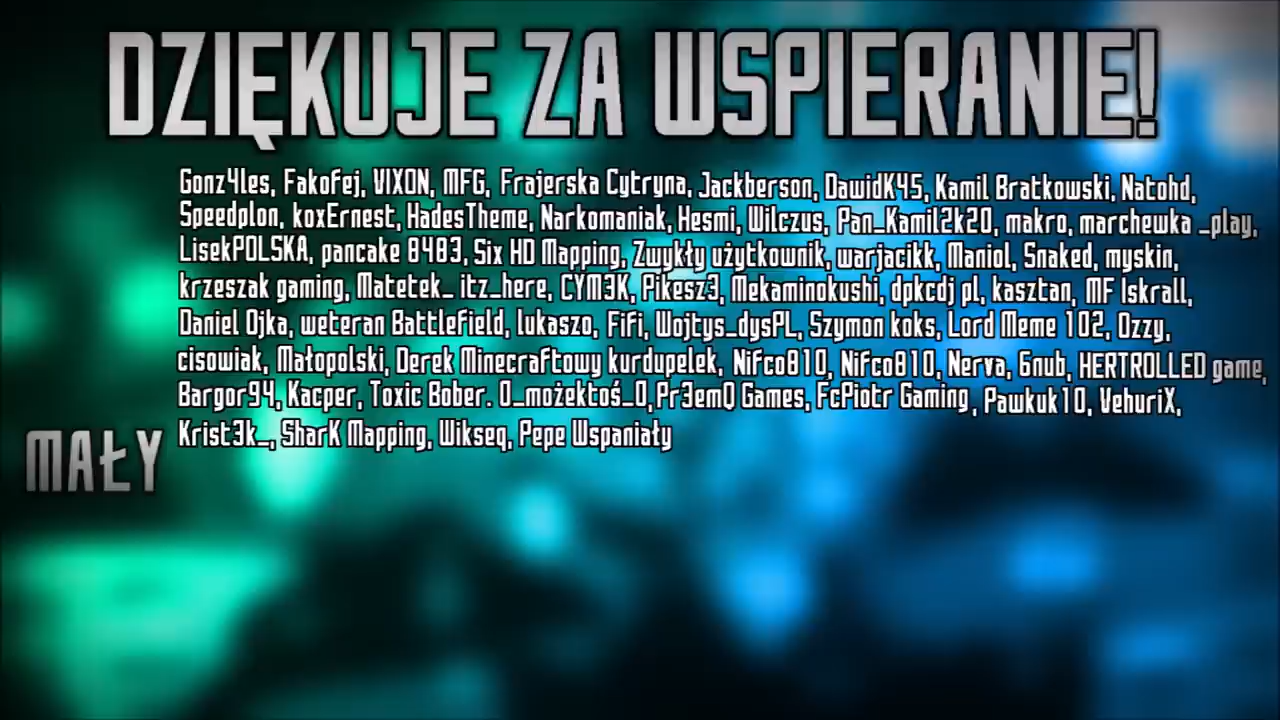 DZIĘKUJE ZA WSPIERANIE!
Gonz4les, Fakofej, VIXON, MFG, Frajerska Cytryna, Jackberson, DawidK45, Kamil Bratkowski, Natohd,
Speedplon, koxErnest, HadesTheme, Narkomaniak, Hesmi, Wilczus, Pan_Kamil2k20, makro, marchewka _play,
LisekPOLSKA, pancake 8483, Six HD Mapping, Zwykły użytkownik, warjacikk, Maniol, Snaked, myskin,
krzeszak gaming, Matetek_ itz_here, CYM3K, Pikesz3, Mekaminokushi, dpkcdj pl, kasztan, MF Iskrall,
Daniel Ojka, weteran Battlefield, lukaszo, FiFi, Wojtys_dysPL, Szymon koks, Lord Meme 102, Ozzy,
cisowiak, Małopolski, Derek Minecraftowy kurdupelek, Nifco810, Nifco810, Nerva, Gnub, HERTROLLED game,
Bargor94, Kacper, Toxic Bober. O_możektoś_O,Pr3emQ Games, FcPiotr Gaming, Pawkuk10, VehuriX,
Krist3k_, SharK Mapping, Wikseq, Pepe Wspaniały
MAŁY